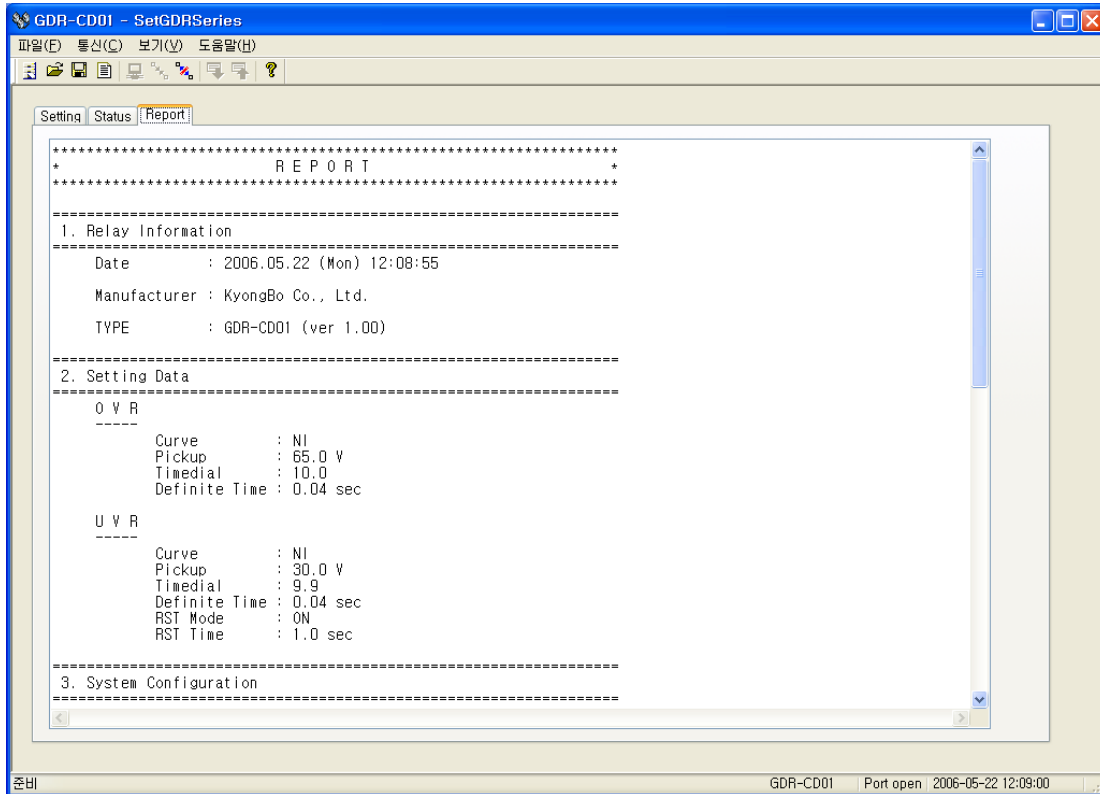 GDR-CD01 - SetGDRSeries
파일(F) 통신(C) 보기(V) 도움말(H)
Setting Status Report
******************************************************************
* R E P O R T *
******************************************************************
==================================================================
1. Relay Information
==================================================================
Date : 2006.05.22 (Mon) 12:08:55
Manufacturer : KyongBo Co., Ltd.
TYPE : GDR-CD01 (ver 1.00)
==================================================================
2. Setting Data
==================================================================
O V R
-----
Curve : NI
Pickup : 65.0 V
Timedial : 10.0
Definite Time : 0.04 sec
U V R
-----
Curve : NI
Pickup : 30.0 V
Timedial : 9.9
Definite Time : 0.04 sec
RST Mode : ON
RST Time : 1.0 sec
==================================================================
3. System Configuration
==================================================================
준비 GDR-CD01 Port open 2006-05-22 12:09:00